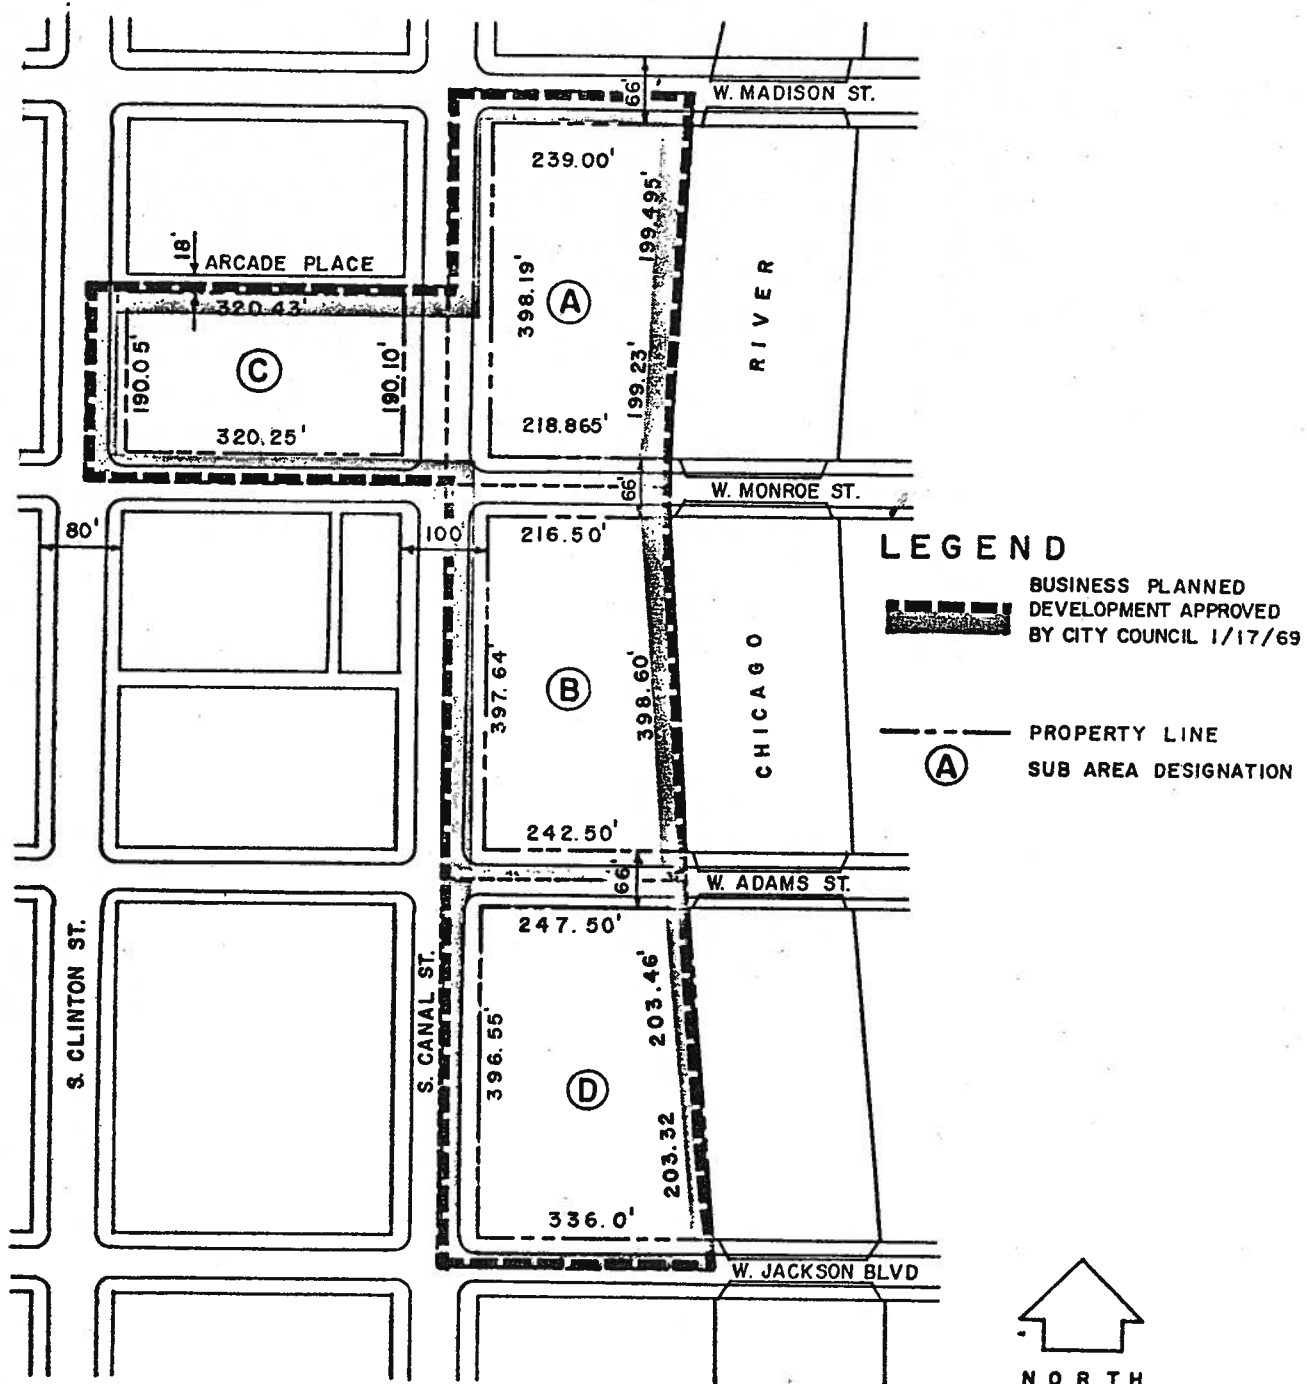 66'
W. MADISON ST.
239.00'
199.495'
18'
ARCADE PLACE
320.43'
398.19'
A
RIVER
C
190.05'
190.10'
199.23'
320.25'
218.865'
66'
W. MONROE ST.
80'
100'
216.50'
LEGEND
BUSINESS PLANNED
DEVELOPMENT APPROVED
BY CITY COUNCIL 1/17/69
397.64'
B
398.60'
CHICAGO
PROPERTY LINE
A
SUB AREA DESIGNATION
242.50'
66'
W. ADAMS ST.
247.50'
S. CLINTON ST.
S. CANAL ST.
203.46'
396.55'
D
203.32
336.0'
W. JACKSON BLVD
NORTH